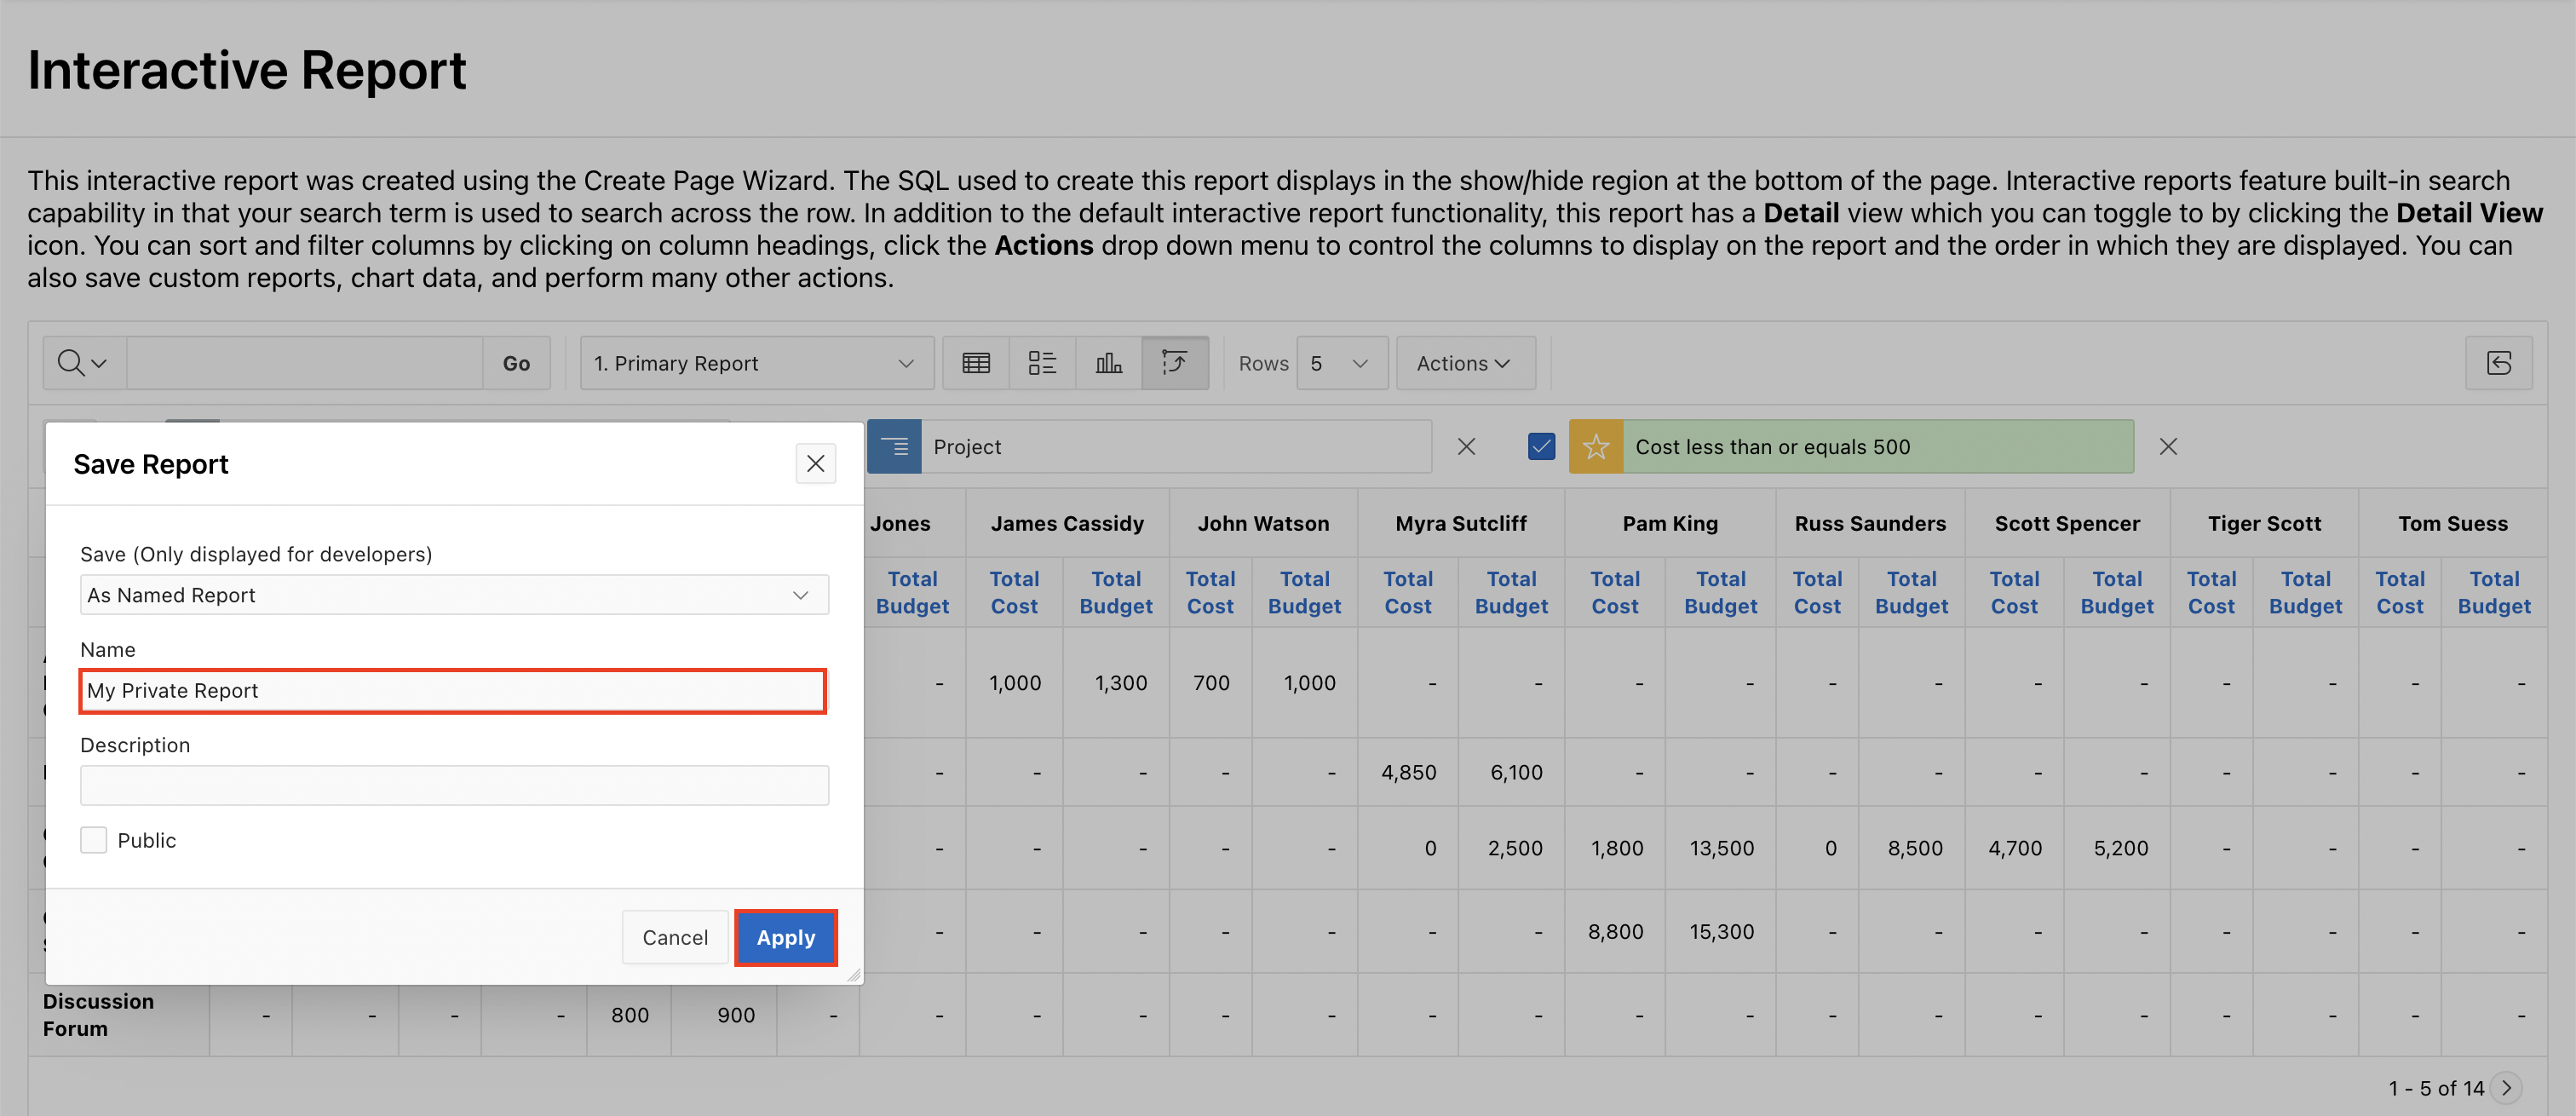 Interactive Report
This interactive report was created using the Create Page Wizard. The SQL used to create this report displays in the show/hide region at the bottom of the page. Interactive reports feature built-in search
capability in that your search term is used to search across the row. In addition to the default interactive report functionality, this report has a Detail view which you can toggle to by clicking the Detail View
icon. You can sort and filter columns by clicking on column headings, click the Actions drop down menu to control the columns to display on the report and the order in which they are displayed. You can
also save custom reports, chart data, and perform many other actions.
Go 1. Primary Report Rows 5 Actions
Project Cost less than or equals 500
Save Report
Save (Only displayed for developers)
As Named Report
Name
My Private Report
Description
Public
Cancel Apply
Jones James Cassidy John Watson Myra Sutcliff Pam King Russ Saunders Scott Spencer Tiger Scott Tom Suess
Total Total Total Total Total Total Total Total Total Total Total Total Total Total Total Total Total
Budget Cost Budget Cost Budget Cost Budget Cost Budget Cost Budget Cost Budget Cost Budget Cost Budget
- 1,000 1,300 700 1,000 - - - - - - - - - - - -
- - - - - 4,850 6,100 - - - - - - - - - -
- - - - - 0 2,500 1,800 13,500 0 8,500 4,700 5,200 - - - -
- - - - - - - 8,800 15,300 - - - - - - - -
Discussion
Forum
- - - - 800 900 - - - - - - - - - - - - - - - - - - -
1 - 5 of 14